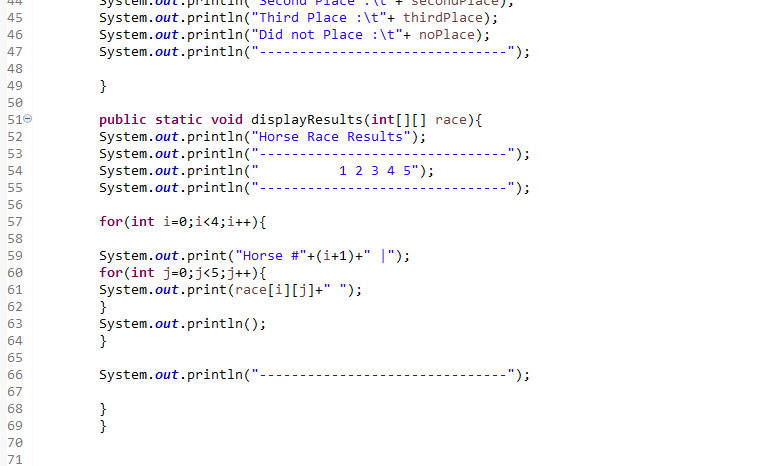 44 System.out.println("Second Place :\t"+ secondPlace);
45 System.out.println("Third Place :\t"+ thirdPlace);
46 System.out.println("Did not Place :\t"+ noPlace);
47 System.out.println("-------------------------------");
48
49 }
50
51 public static void displayResults(int[][] race){
52 System.out.println("Horse Race Results");
53 System.out.println("-------------------------------");
54 System.out.println("          1 2 3 4 5");
55 System.out.println("-------------------------------");
56
57 for(int i=0;i<4;i++){
58
59 System.out.print("Horse #"+(i+1)+" |");
60 for(int j=0;j<5;j++){
61 System.out.print(race[i][j]+" ");
62 }
63 System.out.println();
64 }
65
66 System.out.println("-------------------------------");
67
68 }
69 }
70
71